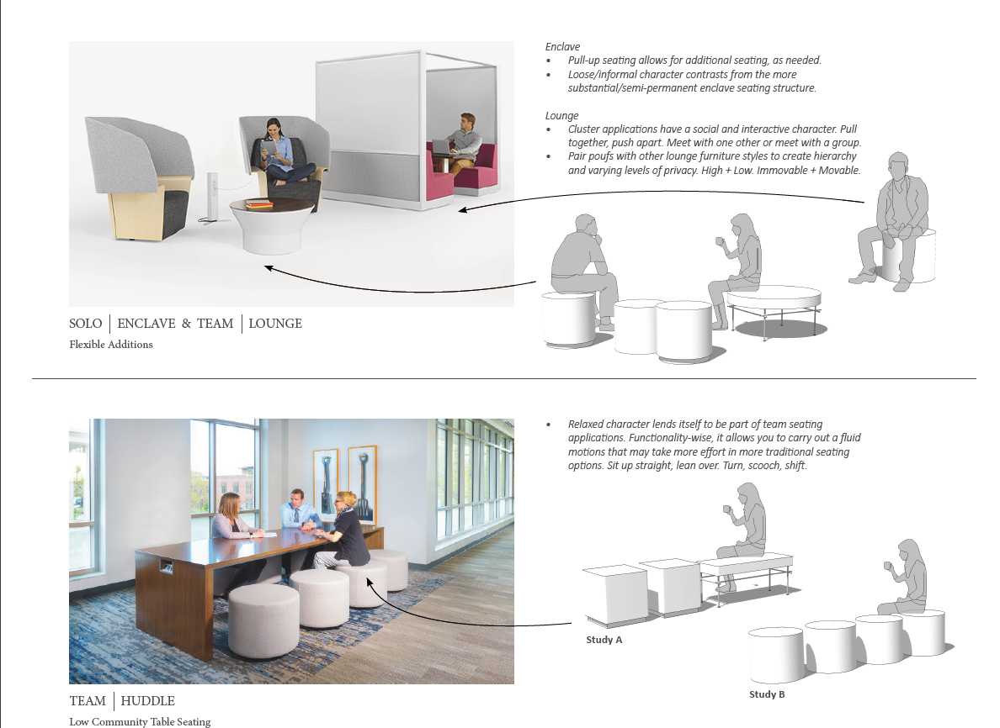 Enclave
• Pull-up seating allows for additional seating, as needed.
• Loose/informal character contrasts from the more
substantial/semi-permanent enclave seating structure.
Lounge
• Cluster applications have a social and interactive character. Pull
together, push apart. Meet with one other or meet with a group.
• Pair poufs with other lounge furniture styles to create hierarchy
and varying levels of privacy. High + Low. Immovable + Movable.
SOLO | ENCLAVE & TEAM | LOUNGE
Flexible Additions
• Relaxed character lends itself to be part of team seating
applications. Functionality-wise, it allows you to carry out a fluid
motions that may take more effort in more traditional seating
options. Sit up straight, lean over. Turn, scooch, shift.
Study A
Study B
TEAM | HUDDLE
Low Community Table Seating